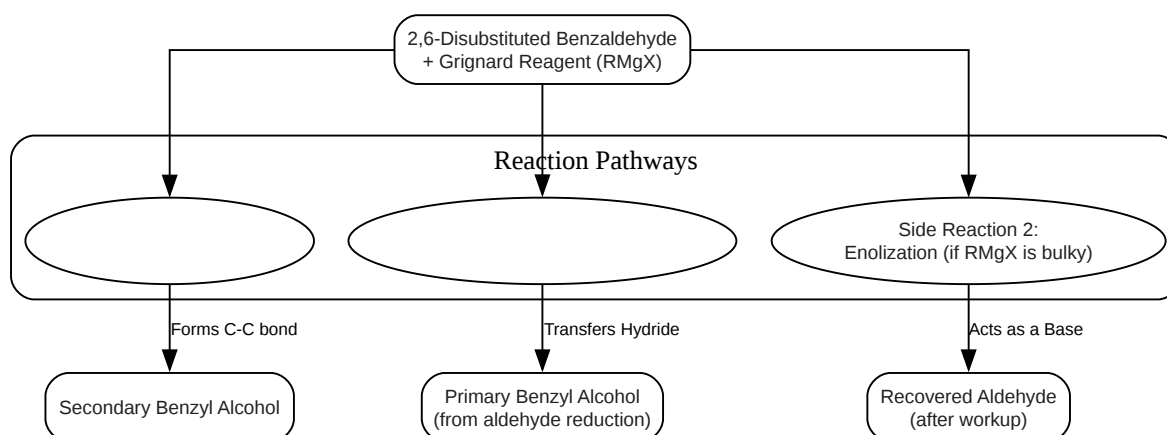 2,6-Disubstituted Benzaldehyde
+ Grignard Reagent (RMgX)
Reaction Pathways
Side Reaction 2:
Enolization (if RMgX is bulky)
Forms C-C bond
Transfers Hydride
Acts as a Base
Secondary Benzyl Alcohol
Primary Benzyl Alcohol
(from aldehyde reduction)
Recovered Aldehyde
(after workup)